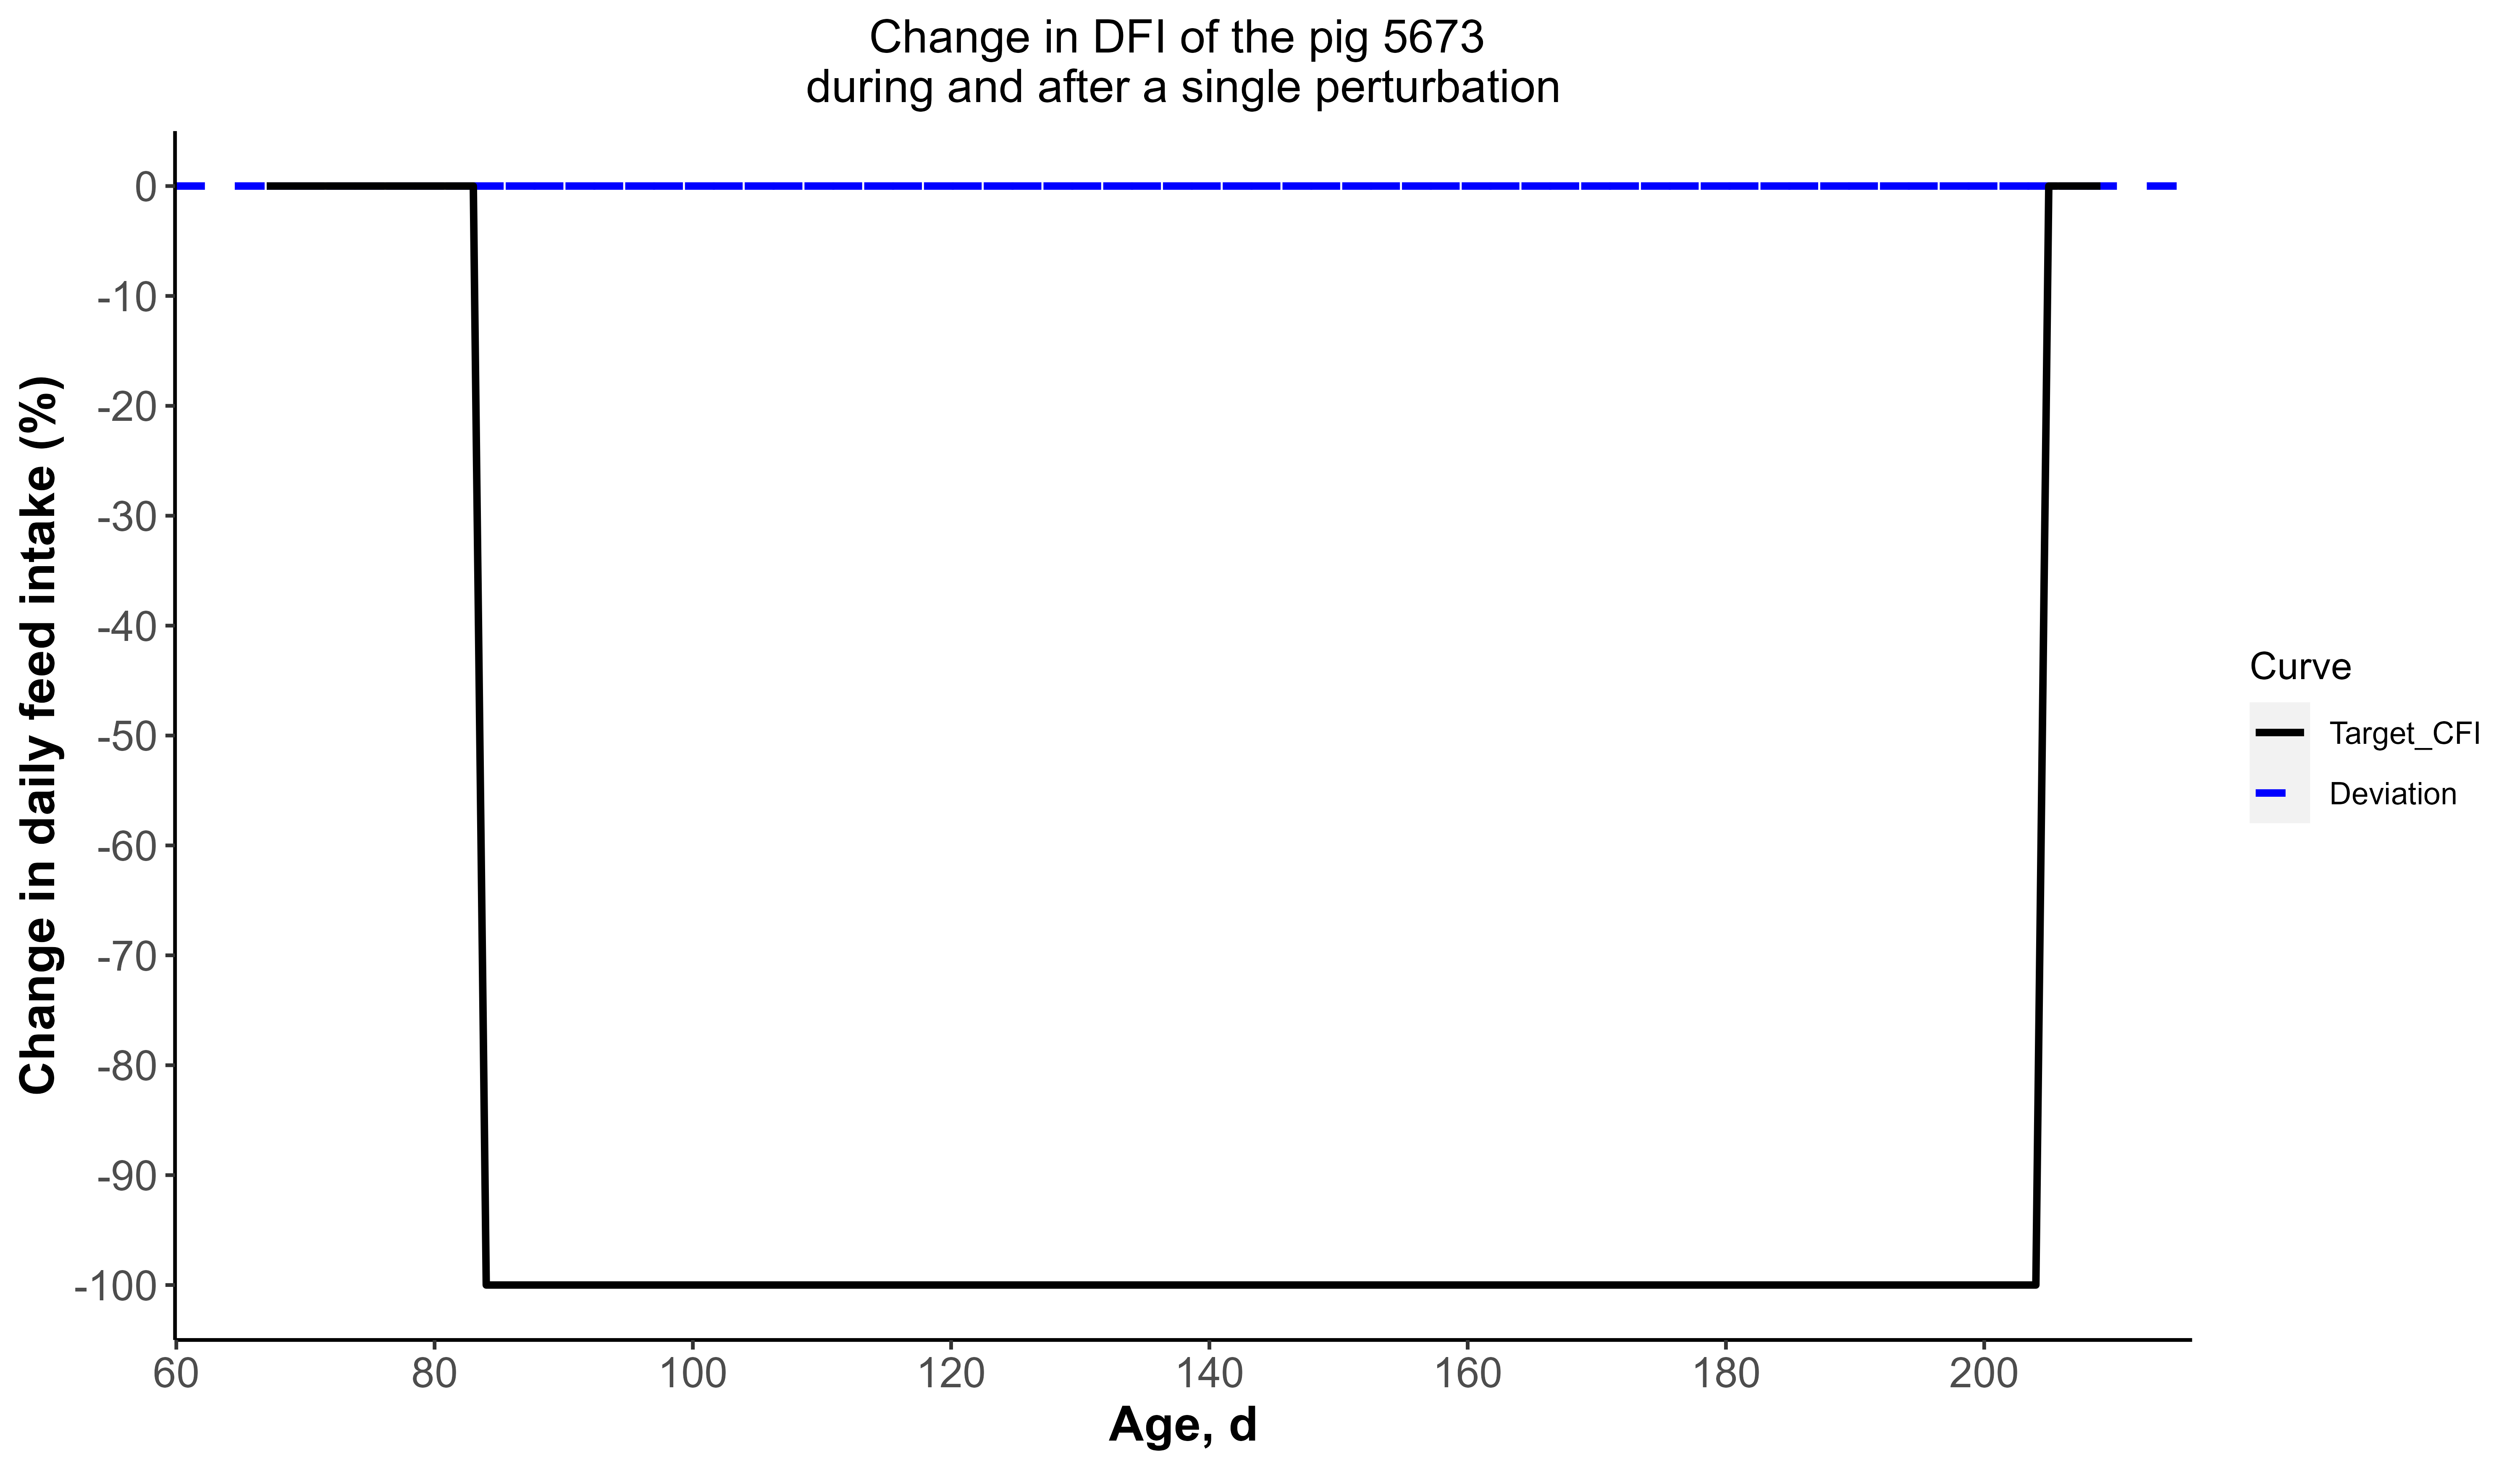 Change in DFI of the pig 5673
during and after a single perturbation
Change in daily feed intake (%)
0
-10
-20
-30
-40
-50
-60
-70
-80
-90
-100
60 80 100 120 140 160 180 200
Age, d
Curve
Target_CFI
Deviation